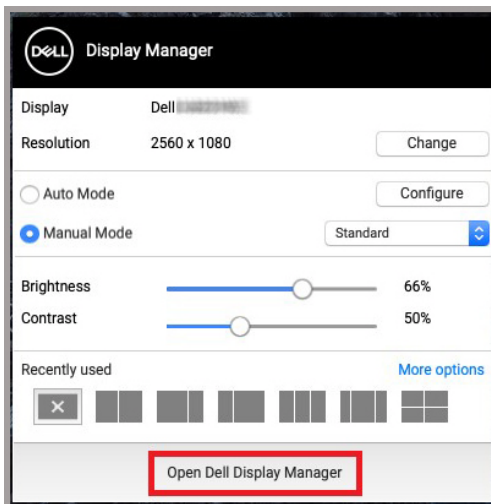 DELL Display Manager
Display Dell
Resolution 2560 x 1080 Change
Auto Mode Configure
Manual Mode Standard
Brightness 66%
Contrast 50%
Recently used More options
Open Dell Display Manager